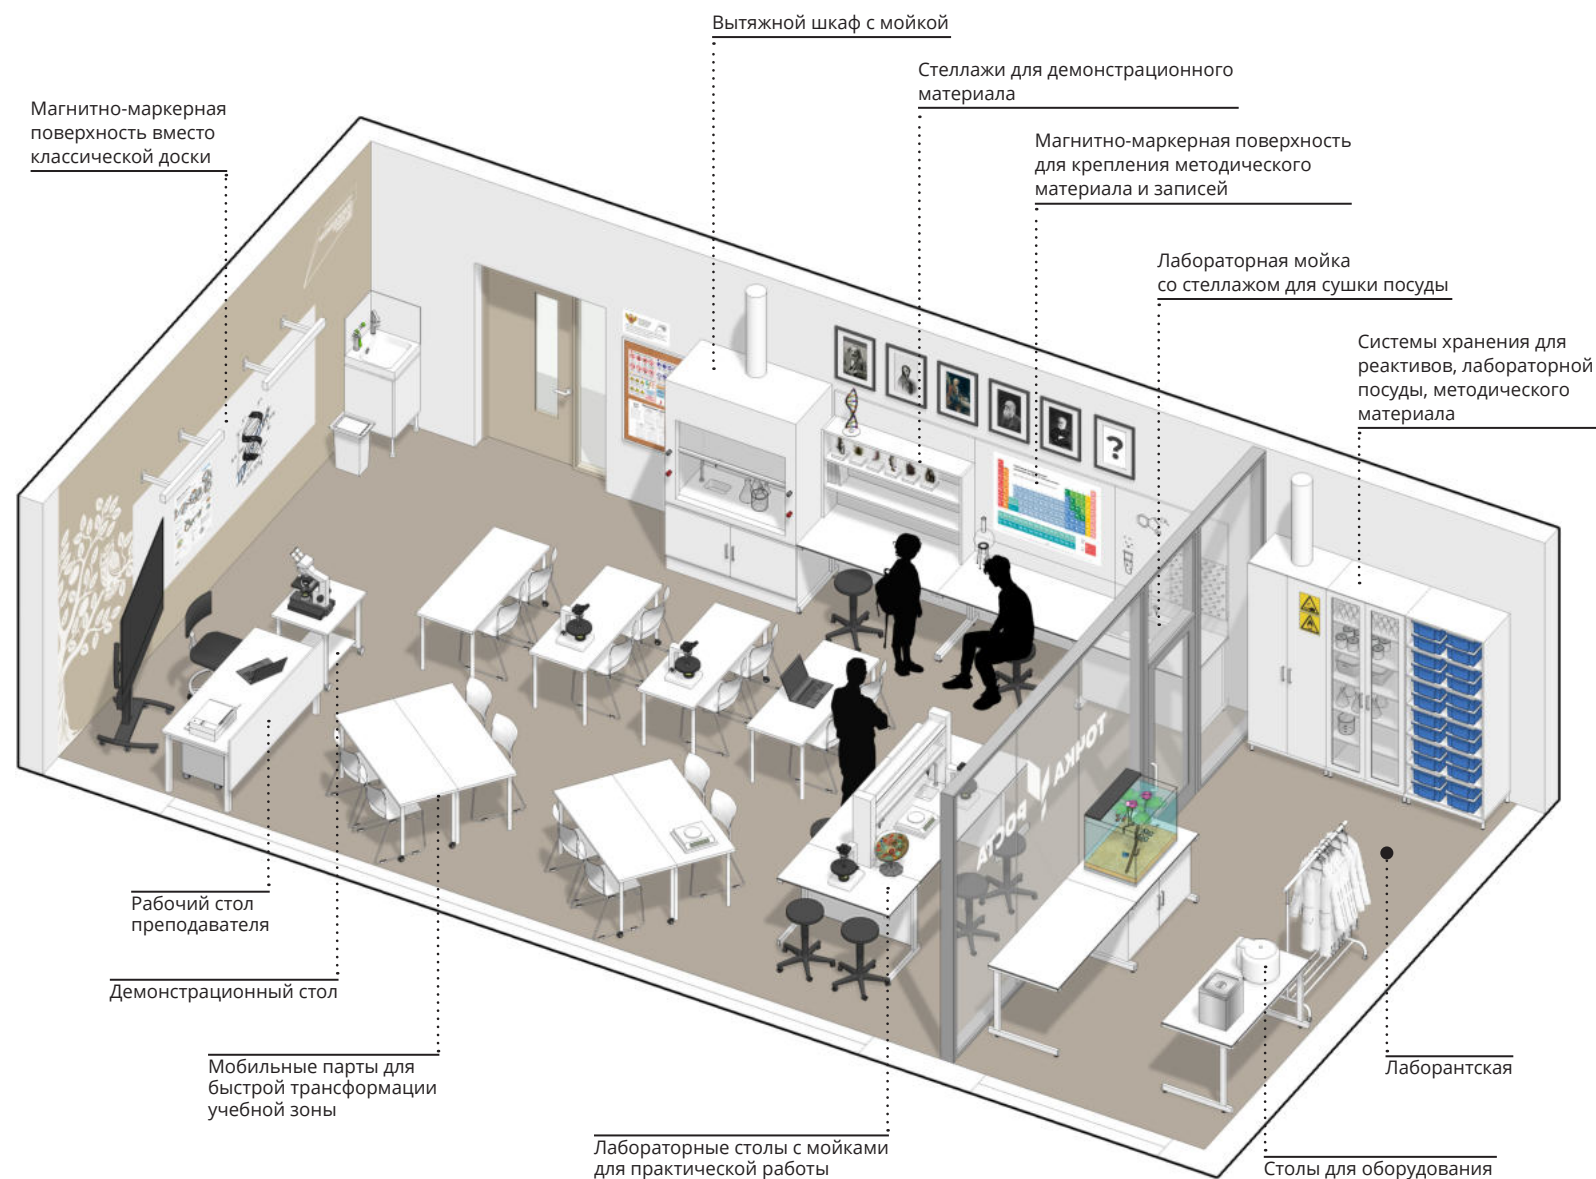 Вытяжной шкаф с мойкой
Стеллажи для демонстрационного
материала
Магнитно-маркерная
поверхность вместо
классической доски
Магнитно-маркерная поверхность
для крепления методического
материала и записей
Лабораторная мойка
со стеллажом для сушки посуды
Системы хранения для
реактивов, лабораторной
посуды, методического
материала
?
ТОЧКА
РОСТА
Рабочий стол
преподавателя
Демонстрационный стол
Мобильные парты для
быстрой трансформации
учебной зоны
Лабораторные столы с мойками
для практической работы
Лаборантская
Столы для оборудования